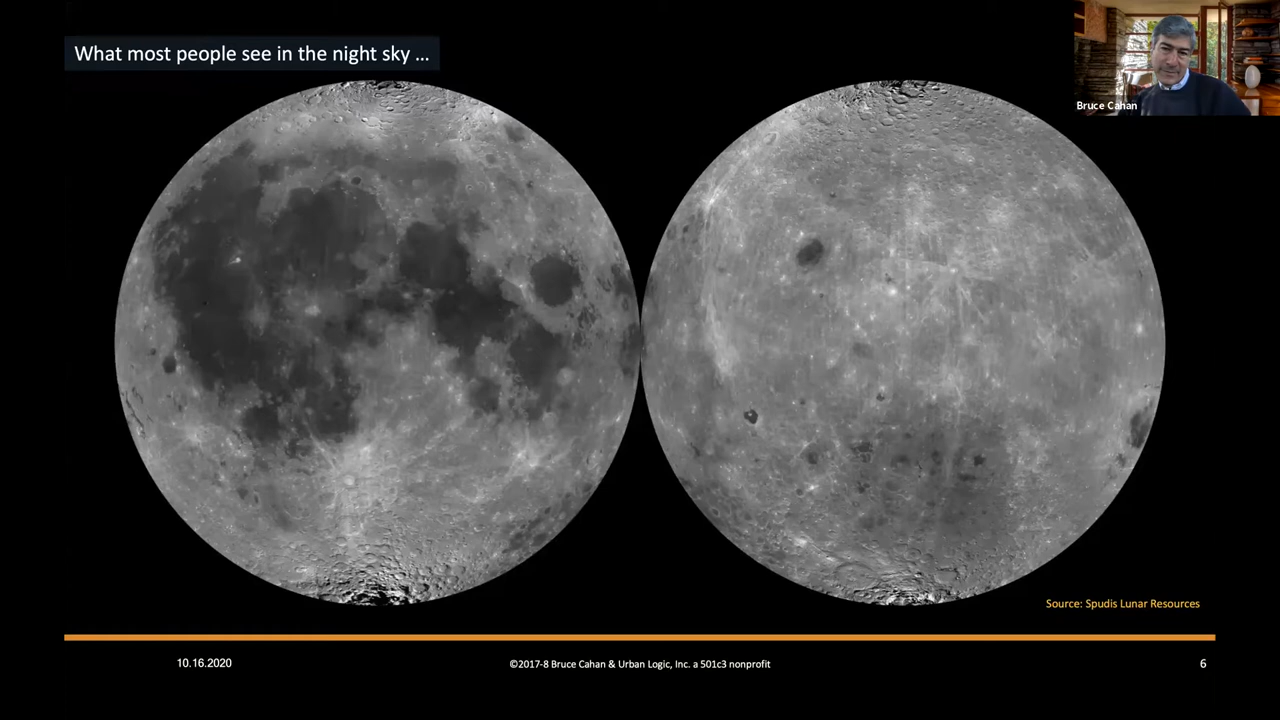 What most people see in the night sky ...
Bruce Cahan
Source: Spudis Lunar Resources
10.16.2020
©2017-8 Bruce Cahan & Urban Logic, Inc. a 501c3 nonprofit
6